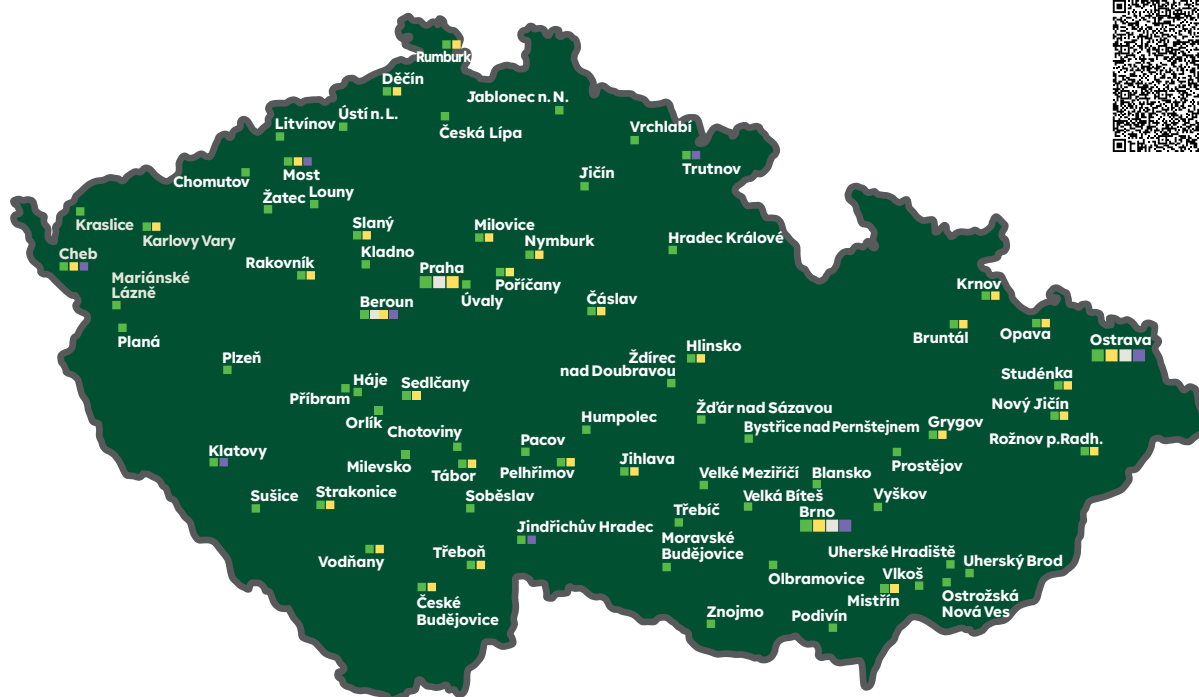 Rumburk
Děčín
Jablonec n. N.
Ústí n. L.
Česká Lípa
Litvínov
Vrchlabí
Most
Trutnov
Chomutov
Jičín
Žatec
Louny
Kraslice
Karlovy Vary
Slaný
Milovice
Nymburk
Hradec Králové
Cheb
Kladno
Rakovník
Praha
Poříčany
Mariánské
Lázně
Úvaly
Beroun
Čáslav
Krnov
Planá
Bruntál
Opava
Ostrava
Plzeň
Ždírec
nad Doubravou
Hlinsko
Studénka
Háje
Příbram
Sedlčany
Orlík
Nový Jičín
Humpolec
Žďár nad Sázavou
Bystřice nad Pernštejnem
Grygov
Rožnov p.Radh.
Chotoviny
Klatovy
Milevsko
Tábor
Pacov
Pelhřimov
Jihlava
Velké Meziříčí
Blansko
Prostějov
Sušice
Strakonice
Soběslav
Velká Bíteš
Vyškov
Třebíč
Brno
Jindřichův Hradec
Moravské
Budějovice
Vodňany
Třeboň
Uherské Hradiště
Uherský Brod
Olbramovice
Vlkoš
Mistřín
Ostrožská
Nová Ves
České
Budějovice
Znojmo
Podivín